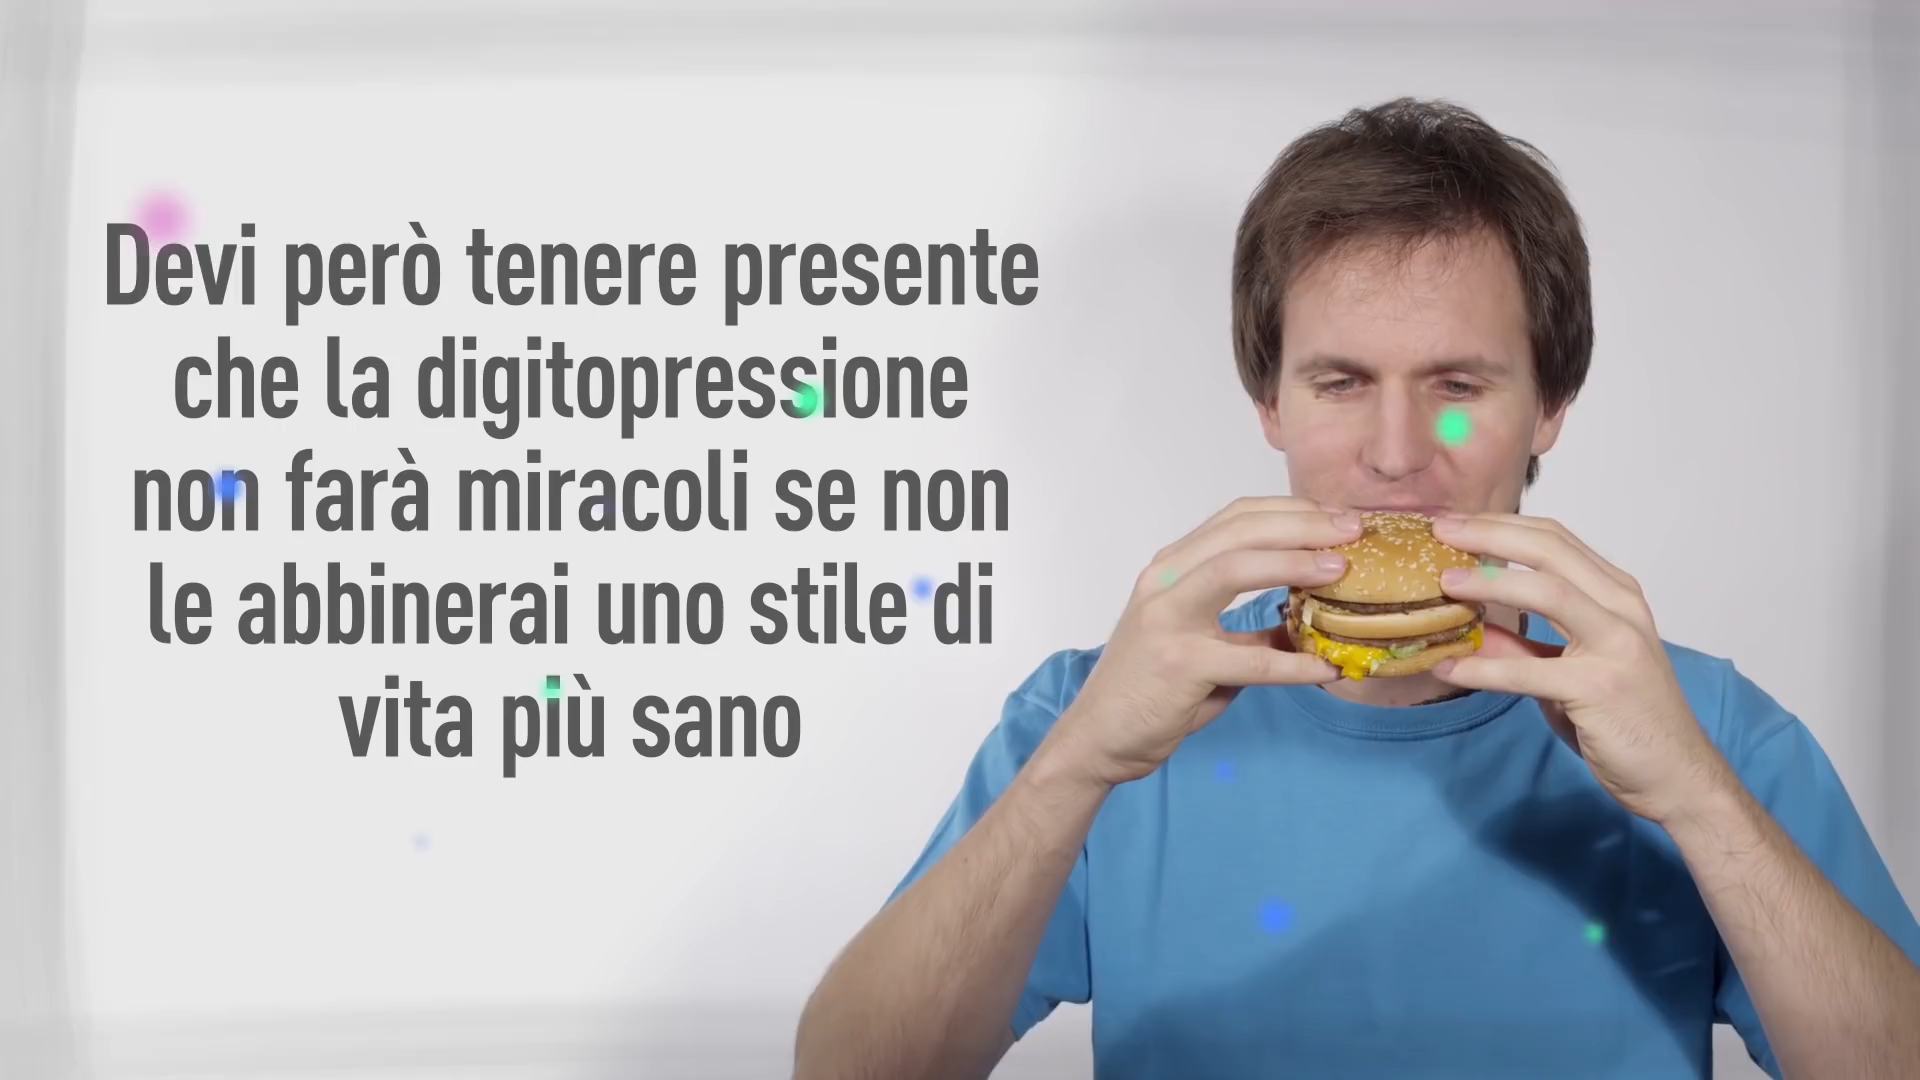 Devi però tenere presente
che la digitopressione
non farà miracoli se non
le abbinerai uno stile di
vita più sano